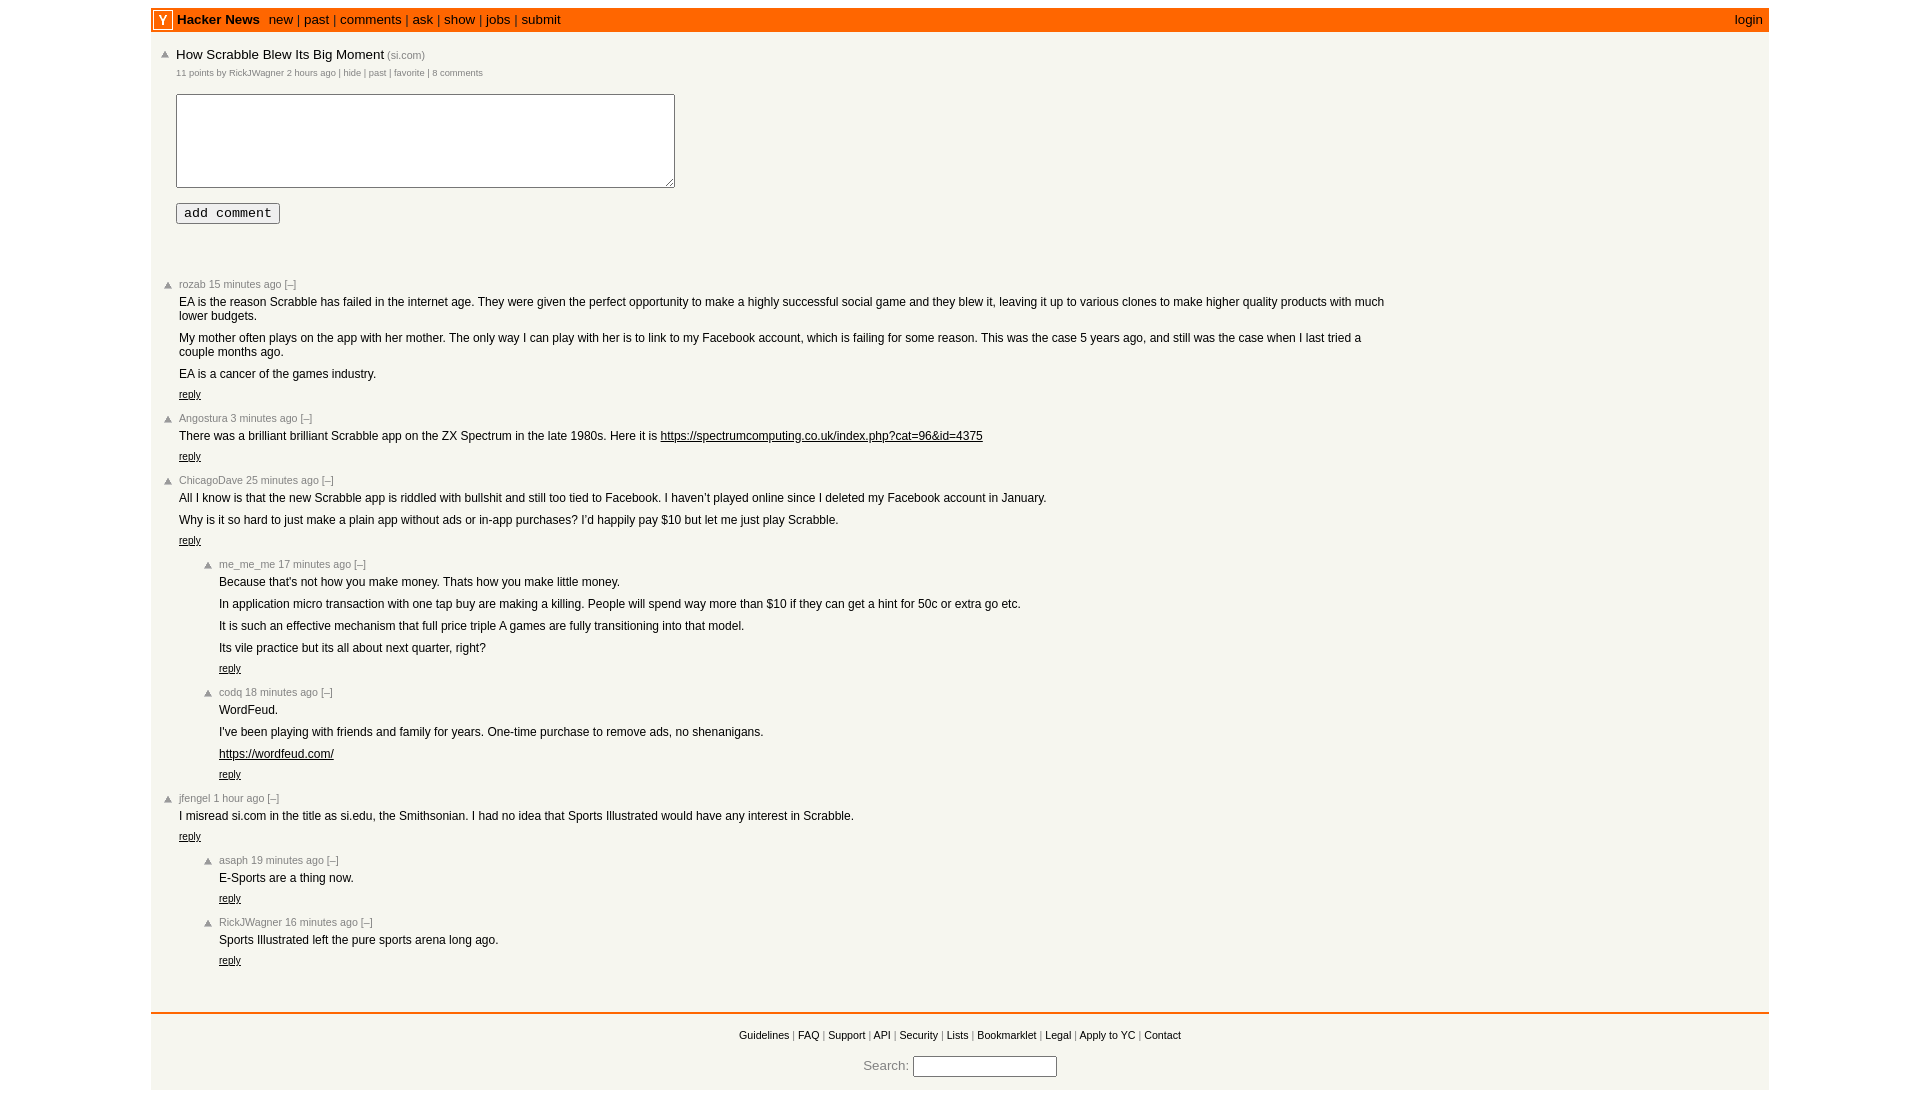 Y Hacker News new | past | comments | ask | show | jobs | submit login
How Scrabble Blew Its Big Moment (si.com)
11 points by RickJWagner 2 hours ago | hide | past | favorite | 8 comments
add comment
rozab 15 minutes ago [–]
EA is the reason Scrabble has failed in the internet age. They were given the perfect opportunity to make a highly successful social game and they blew it, leaving it up to various clones to make higher quality products with much
lower budgets.
My mother often plays on the app with her mother. The only way I can play with her is to link to my Facebook account, which is failing for some reason. This was the case 5 years ago, and still was the case when I last tried a
couple months ago.
EA is a cancer of the games industry.
reply
Angostura 3 minutes ago [–]
There was a brilliant brilliant Scrabble app on the ZX Spectrum in the late 1980s. Here it is https://spectrumcomputing.co.uk/index.php?cat=96&id=4375
reply
ChicagoDave 25 minutes ago [–]
All I know is that the new Scrabble app is riddled with bullshit and still too tied to Facebook. I haven’t played online since I deleted my Facebook account in January.
Why is it so hard to just make a plain app without ads or in-app purchases? I’d happily pay $10 but let me just play Scrabble.
reply
me_me_me 17 minutes ago [–]
Because that's not how you make money. Thats how you make little money.
In application micro transaction with one tap buy are making a killing. People will spend way more than $10 if they can get a hint for 50c or extra go etc.
It is such an effective mechanism that full price triple A games are fully transitioning into that model.
Its vile practice but its all about next quarter, right?
reply
codq 18 minutes ago [–]
WordFeud.
I've been playing with friends and family for years. One-time purchase to remove ads, no shenanigans.
https://wordfeud.com/
reply
jfengel 1 hour ago [–]
I misread si.com in the title as si.edu, the Smithsonian. I had no idea that Sports Illustrated would have any interest in Scrabble.
reply
asaph 19 minutes ago [–]
E-Sports are a thing now.
reply
RickJWagner 16 minutes ago [–]
Sports Illustrated left the pure sports arena long ago.
reply
Guidelines | FAQ | Support | API | Security | Lists | Bookmarklet | Legal | Apply to YC | Contact
Search: